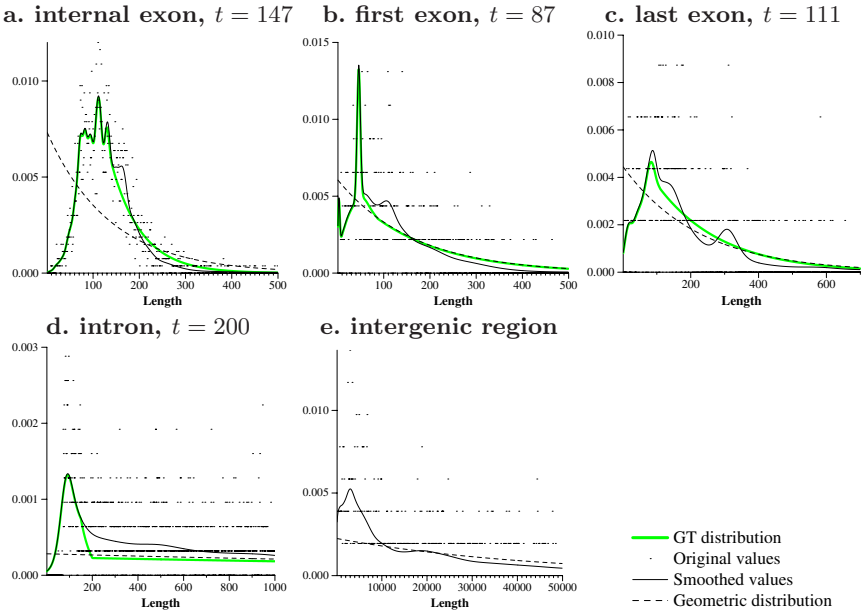 a. internal exon, t = 147
0.010
0.005
0.000
100 200 300 400 500
Length
b. first exon, t = 87
0.015
0.010
0.005
0.000
0 100 200 300 400 500
Length
c. last exon, t = 111
0.010
0.008
0.006
0.004
0.002
0.000
200 400 600
Length
d. intron, t = 200
0.003
0.002
0.001
0.000
0 200 400 600 800 1000
Length
e. intergenic region
0.010
0.005
0.000
10000 20000 30000 40000 50000
Length
GT distribution
Original values
Smoothed values
Geometric distribution